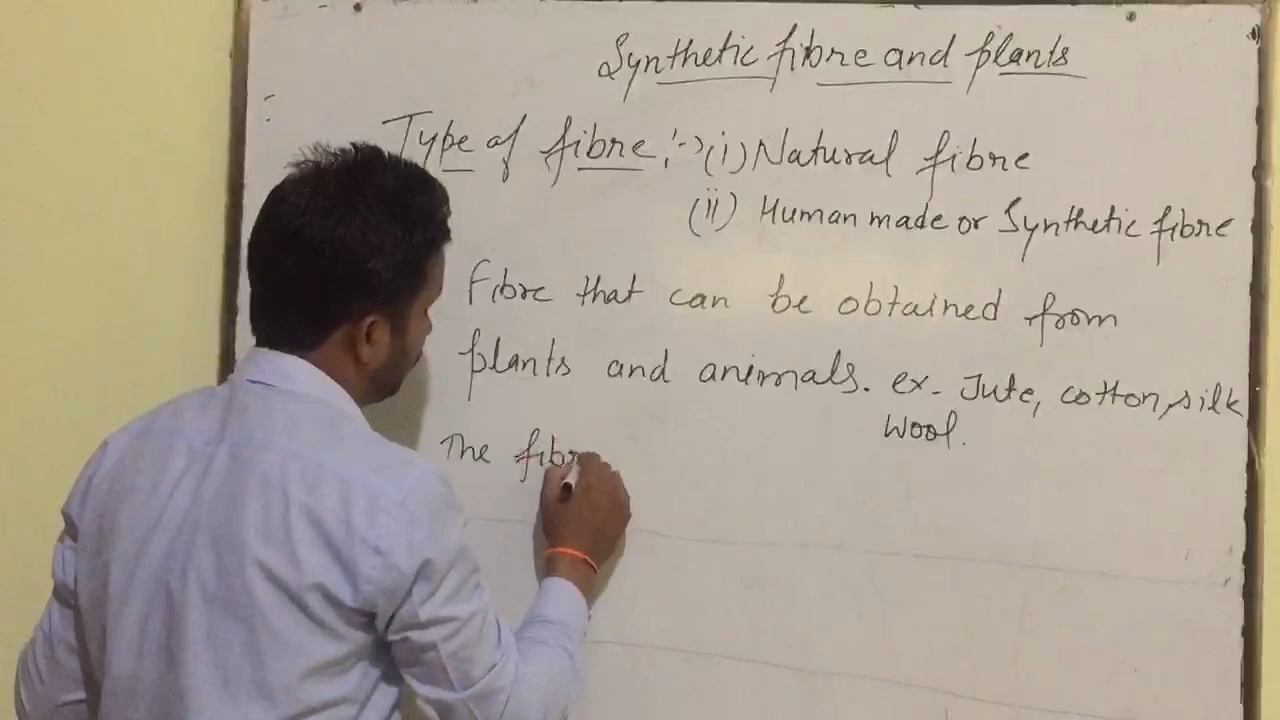 Synthetic fibre and plants
Type of fibre :-> (i) Natural fibre
(ii) Human made or Synthetic fibre
Fibre that can be obtained from
plants and animals. ex- Jute, cotton, silk
Wool.
The fibr